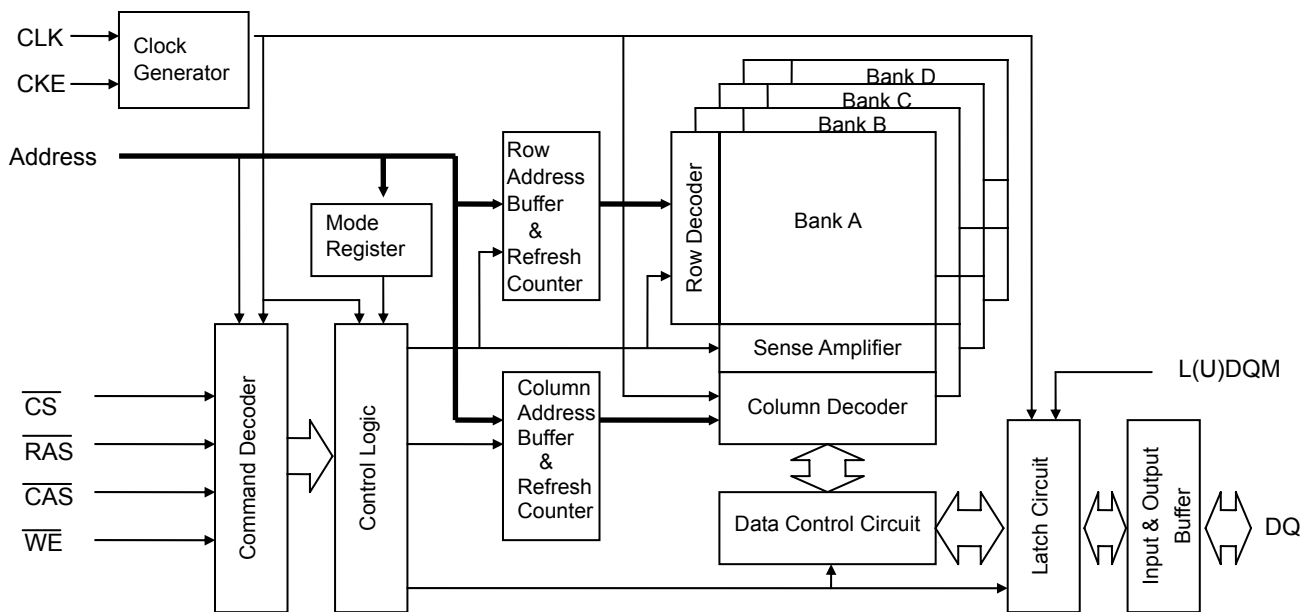 CLK
CKE
Clock
Generator
Address
Mode
Register
Row
Address
Buffer
&
Refresh
Counter
Bank D
Bank C
Bank B
Bank A
Row Decoder
Sense Amplifier
Column Decoder
Column
Address
Buffer
&
Refresh
Counter
CS
RAS
CAS
WE
Command Decoder
Control Logic
Data Control Circuit
L(U)DQM
Latch Circuit
Input & Output
Buffer
DQ